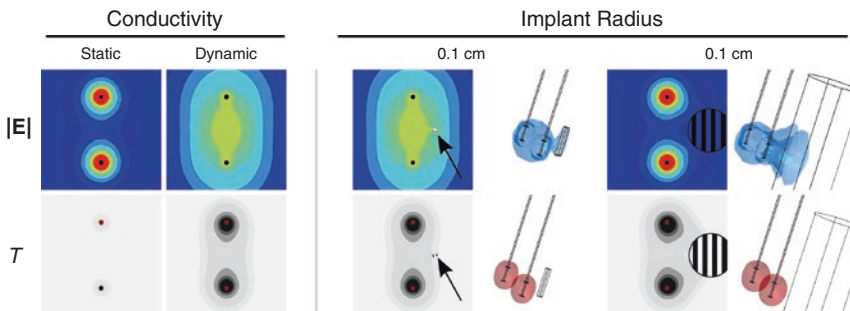 Conductivity
Implant Radius
Static
Dynamic
0.1 cm
0.1 cm
|E|
T